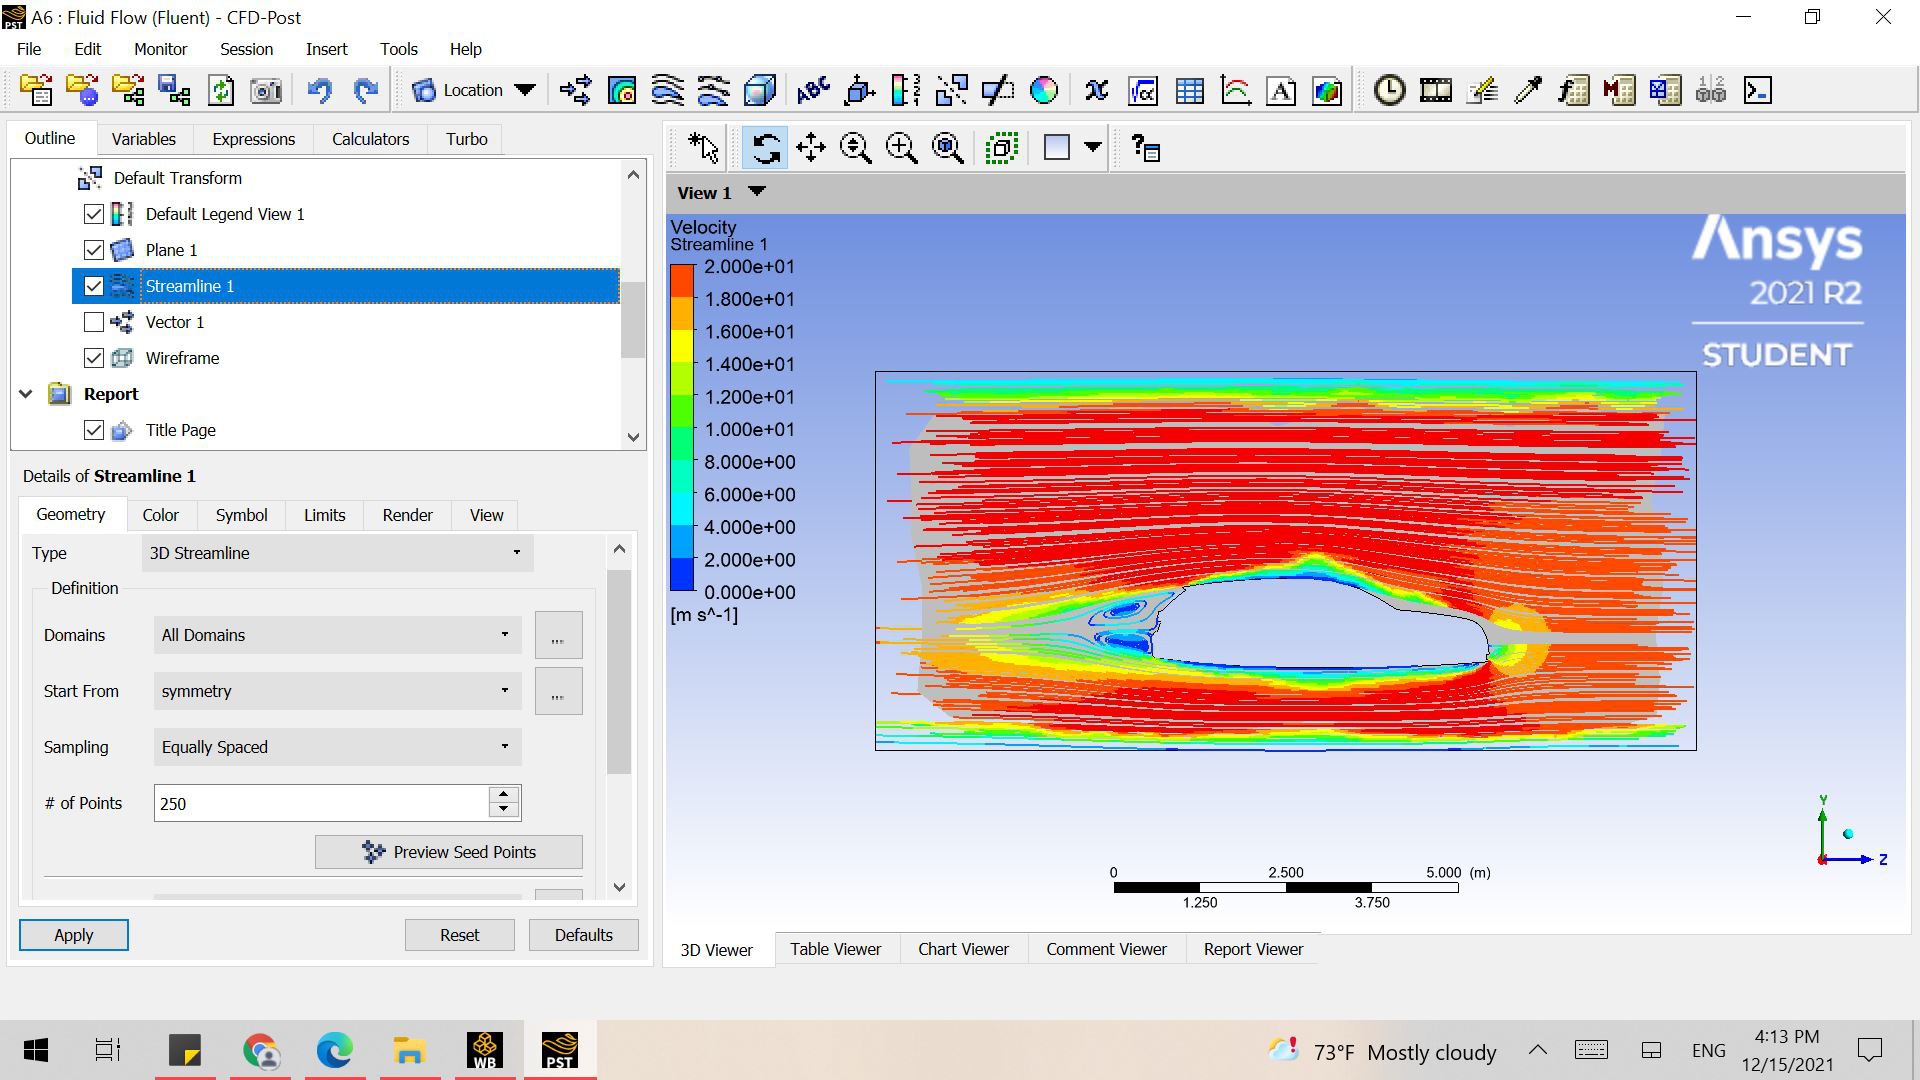 A6 : Fluid Flow (Fluent) - CFD-Post
File Edit Monitor Session Insert Tools Help
Location
Outline Variables Expressions Calculators Turbo
Default Transform
Default Legend View 1
Plane 1
Streamline 1
Vector 1
Wireframe
Report
Title Page
Details of Streamline 1
Geometry Color Symbol Limits Render View
Type 3D Streamline
Definition
Domains All Domains ...
Start From symmetry ...
Sampling Equally Spaced
# of Points 250
Preview Seed Points
Apply Reset Defaults
View 1
Velocity
Streamline 1
2.000e+01
1.800e+01
1.600e+01
1.400e+01
1.200e+01
1.000e+01
8.000e+00
6.000e+00
4.000e+00
2.000e+00
0.000e+00
[m s^-1]
Ansys
2021 R2
STUDENT
Y
Z
0 2.500 5.000 (m)
1.250 3.750
3D Viewer Table Viewer Chart Viewer Comment Viewer Report Viewer
WB
PST
73°F Mostly cloudy
ENG
4:13 PM
12/15/2021